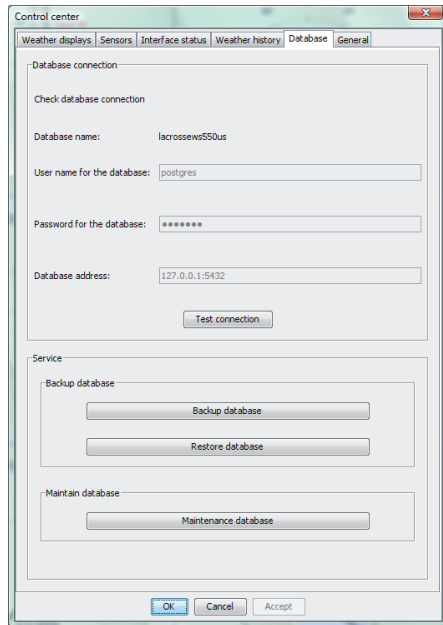 Control center
Weather displays Sensors Interface status Weather history Database General
Database connection
Check database connection
Database name: lacrossews550us
User name for the database: postgres
Password for the database: •••••••
Database address: 127.0.0.1:5432
Test connection
Service
Backup database
Backup database
Restore database
Maintain database
Maintenance database
OK Cancel Accept